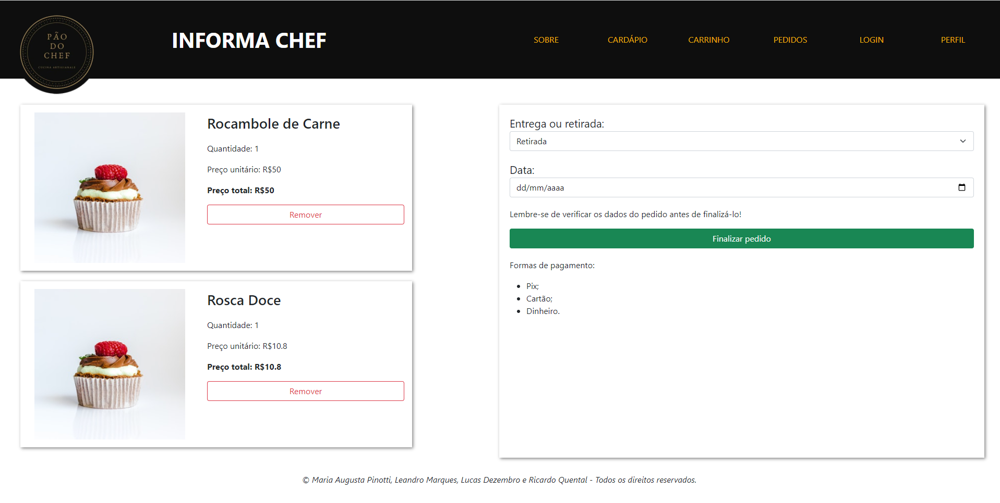 PÃO
DO
CHEF
CUCINA ARTIGIANALE
INFORMA CHEF
SOBRE
CARDÁPIO
CARRINHO
PEDIDOS
LOGIN
PERFIL
Rocambole de Carne
Quantidade: 1
Preço unitário: R$50
Preço total: R$50
Remover
Rosca Doce
Quantidade: 1
Preço unitário: R$10.8
Preço total: R$10.8
Remover
Entrega ou retirada:
Retirada
Data:
dd/mm/aaaa
Lembre-se de verificar os dados do pedido antes de finalizá-lo!
Finalizar pedido
Formas de pagamento:
Pix;
Cartão;
Dinheiro.
© Maria Augusta Pinotti, Leandro Marques, Lucas Dezembro e Ricardo Quental - Todos os direitos reservados.